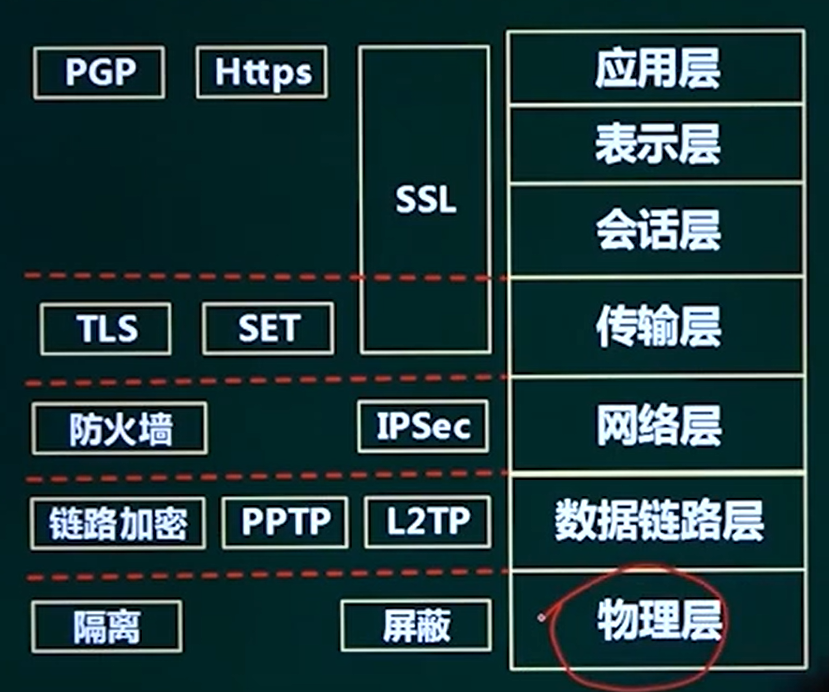 PGP Https 应用层
表示层
SSL 会话层
TLS SET 传输层
防火墙 IPSec 网络层
链路加密 PPTP L2TP 数据链路层
隔离 屏蔽 物理层